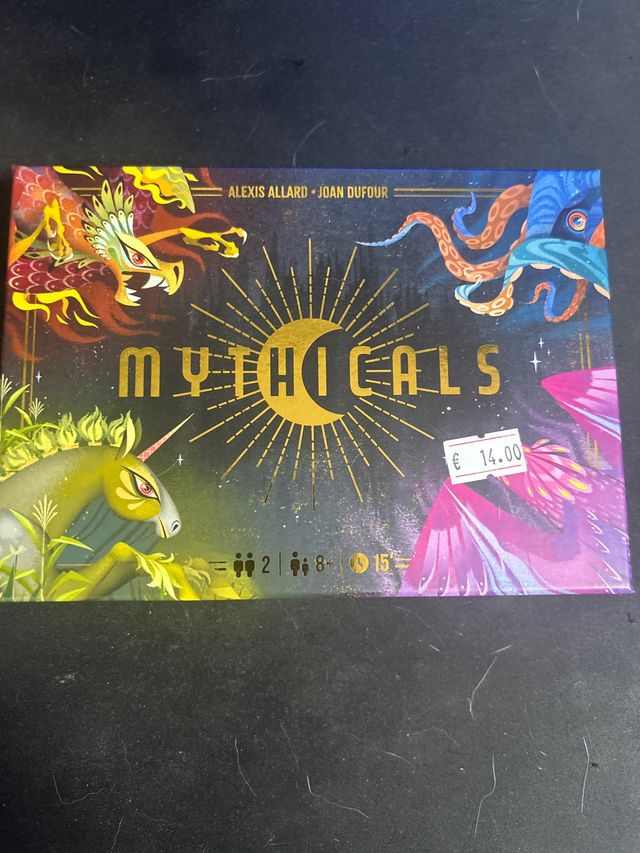 ALEXIS ALLARD • JOAN DUFOUR
MYTHICALS
€ 14.00
2 | 8+ | 15'